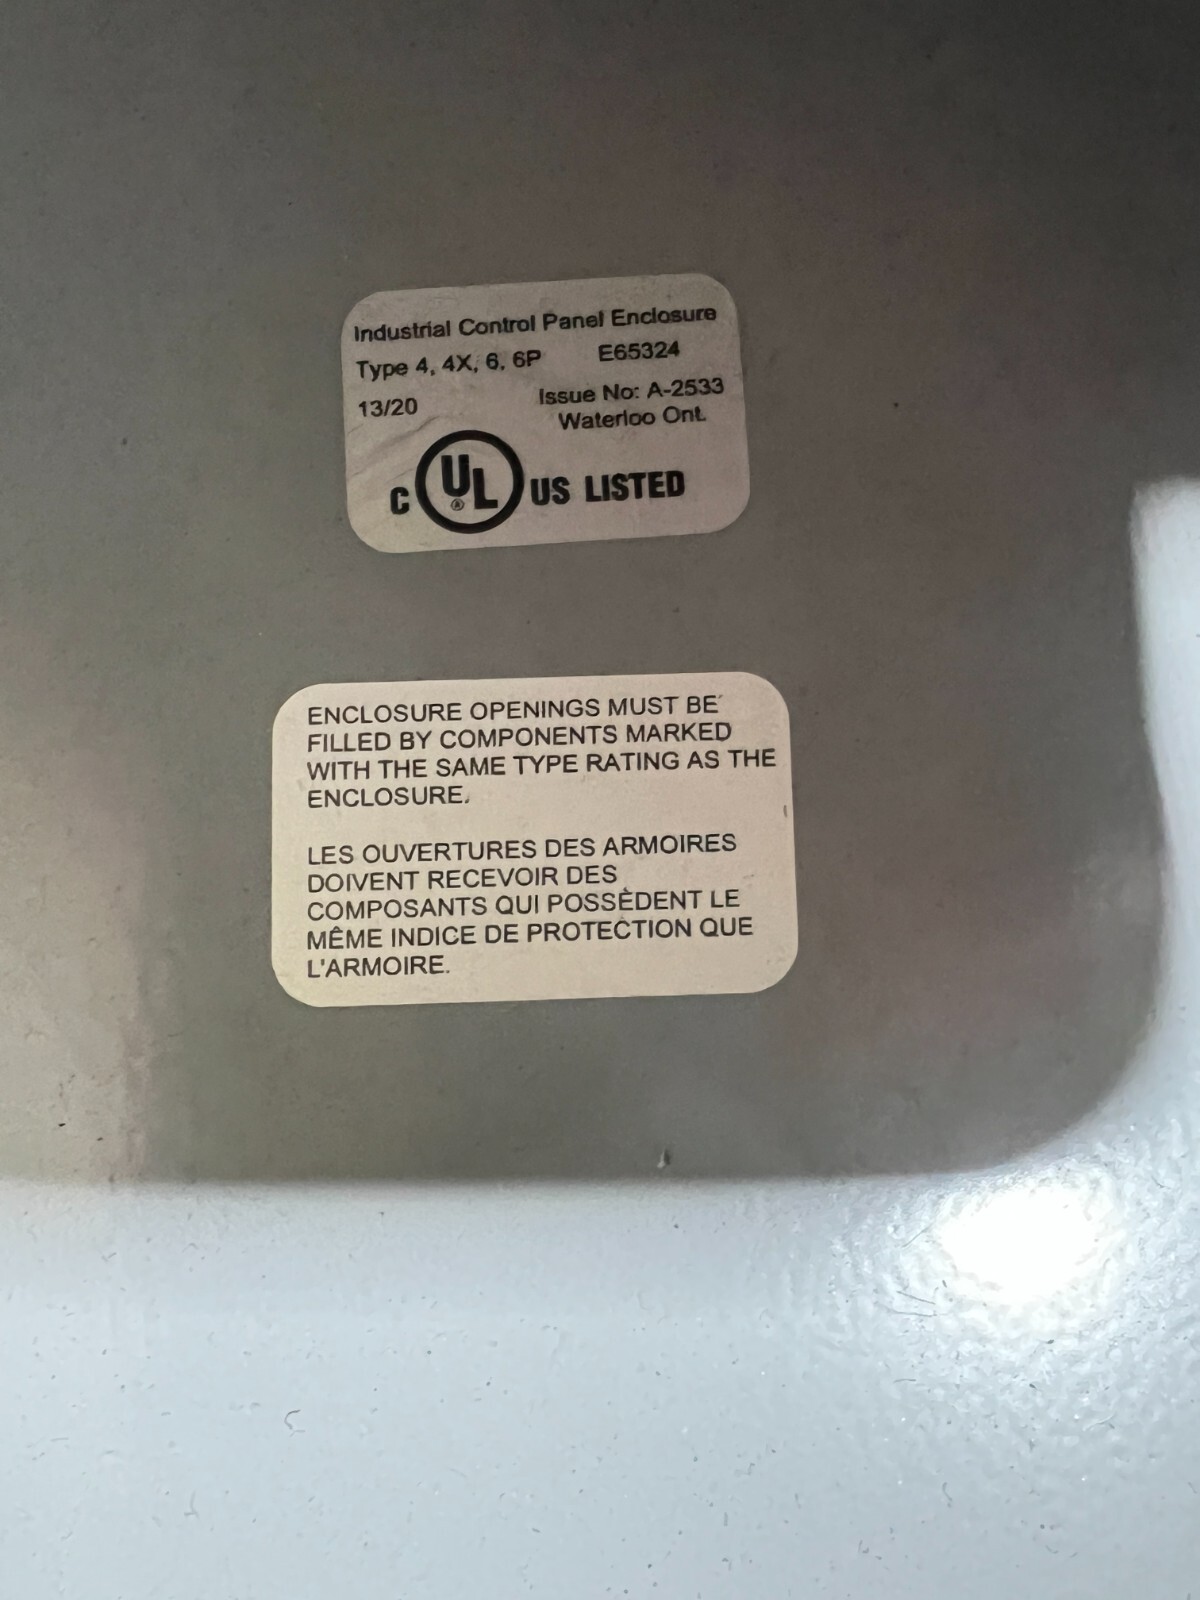 Industrial Control Panel Enclosure
Type 4, 4X, 6, 6P E65324
13/20 Issue No: A-2533
Waterloo Ont.
C UL ® US LISTED
ENCLOSURE OPENINGS MUST BE
FILLED BY COMPONENTS MARKED
WITH THE SAME TYPE RATING AS THE
ENCLOSURE.
LES OUVERTURES DES ARMOIRES
DOIVENT RECEVOIR DES
COMPOSANTS QUI POSSÈDENT LE
MÊME INDICE DE PROTECTION QUE
L'ARMOIRE.